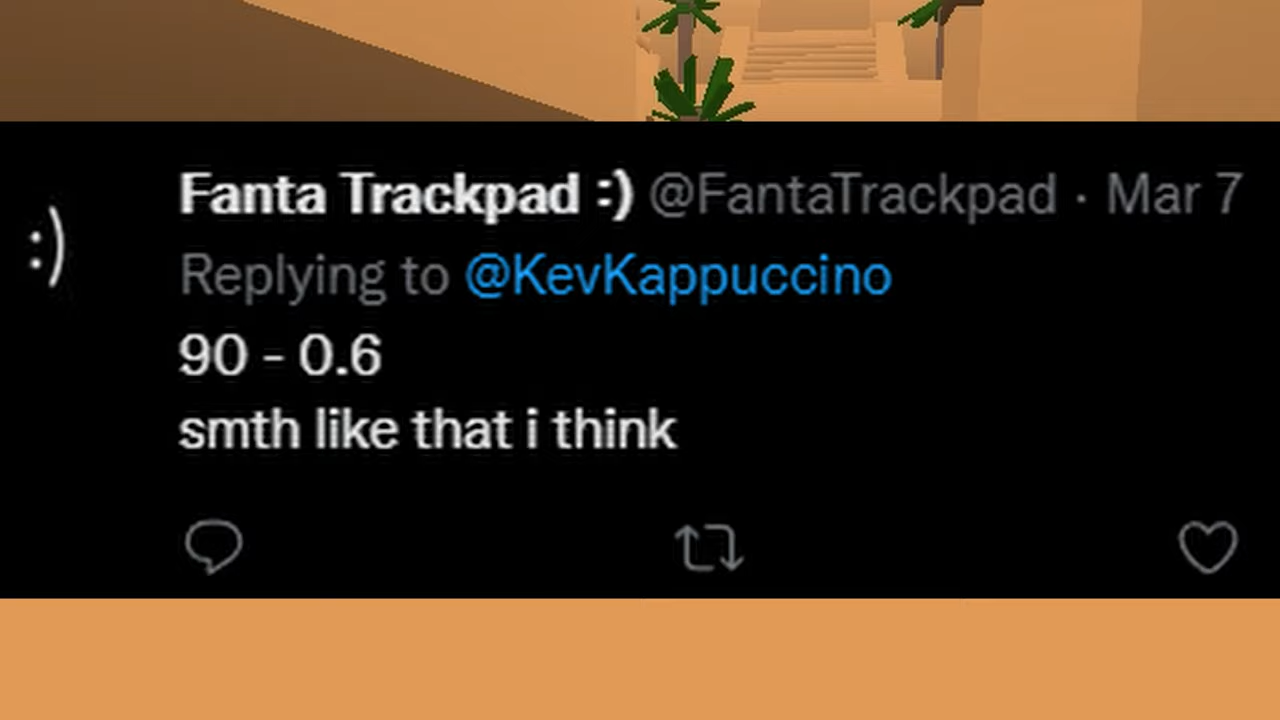 :)
Fanta Trackpad :) @FantaTrackpad · Mar 7
Replying to @KevKappuccino
90 - 0.6
smth like that i think